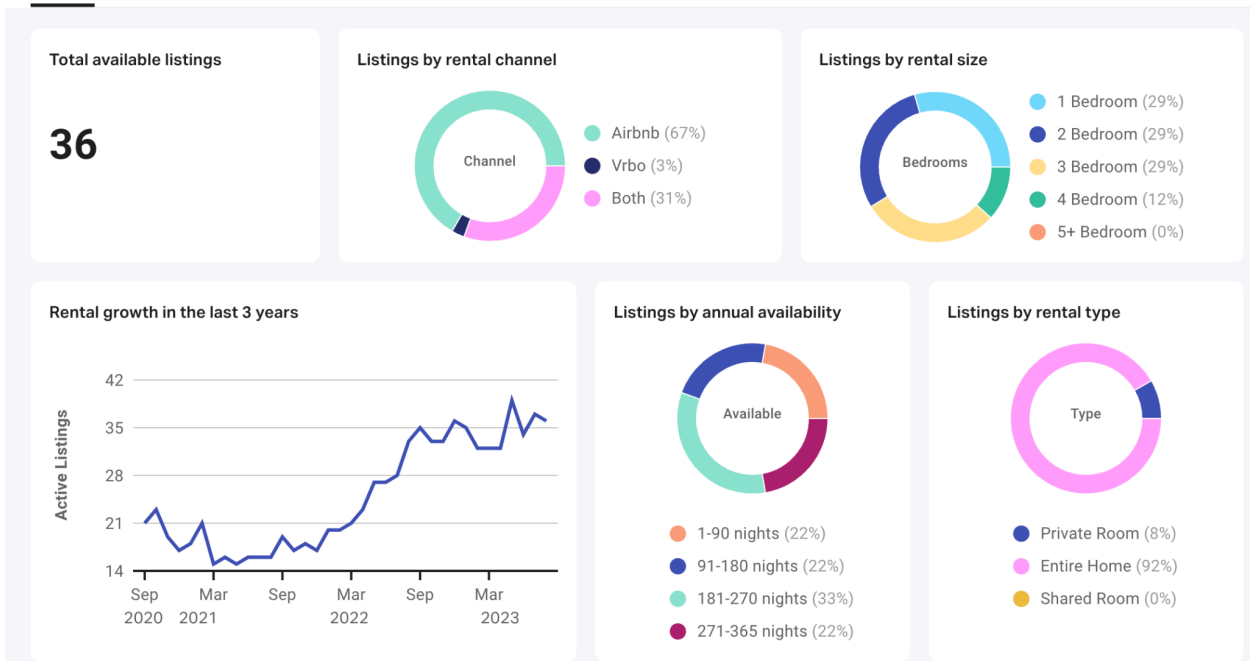 Total available listings
36
Listings by rental channel
Channel
Airbnb (67%)
Vrbo (3%)
Both (31%)
Listings by rental size
Bedrooms
1 Bedroom (29%)
2 Bedroom (29%)
3 Bedroom (29%)
4 Bedroom (12%)
5+ Bedroom (0%)
Rental growth in the last 3 years
Active Listings
42
35
28
21
14
Sep Mar Sep Mar Sep Mar
2020 2021 2022 2023
Listings by annual availability
Available
1-90 nights (22%)
91-180 nights (22%)
181-270 nights (33%)
271-365 nights (22%)
Listings by rental type
Type
Private Room (8%)
Entire Home (92%)
Shared Room (0%)